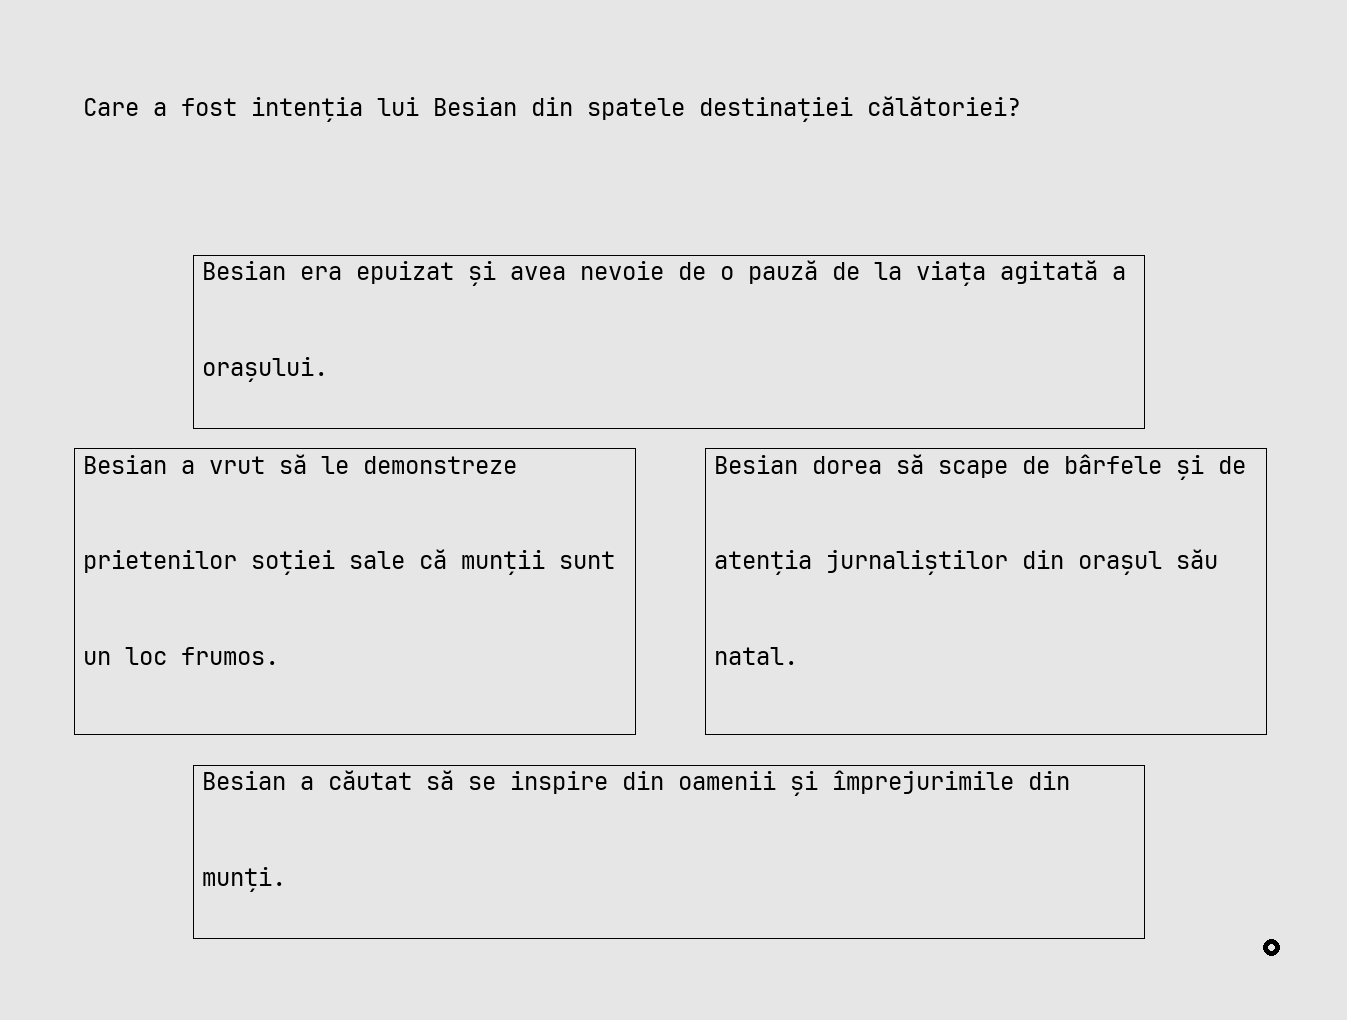 Care a fost intenția lui Besian din spatele destinației călătoriei?
Besian era epuizat și avea nevoie de o pauză de la viața agitată a
orașului.
Besian a vrut să le demonstreze
prietenilor soției sale că munții sunt
un loc frumos.
Besian dorea să scape de bârfele și de
atenția jurnaliștilor din orașul său
natal.
Besian a căutat să se inspire din oamenii și împrejurimile din
munți.